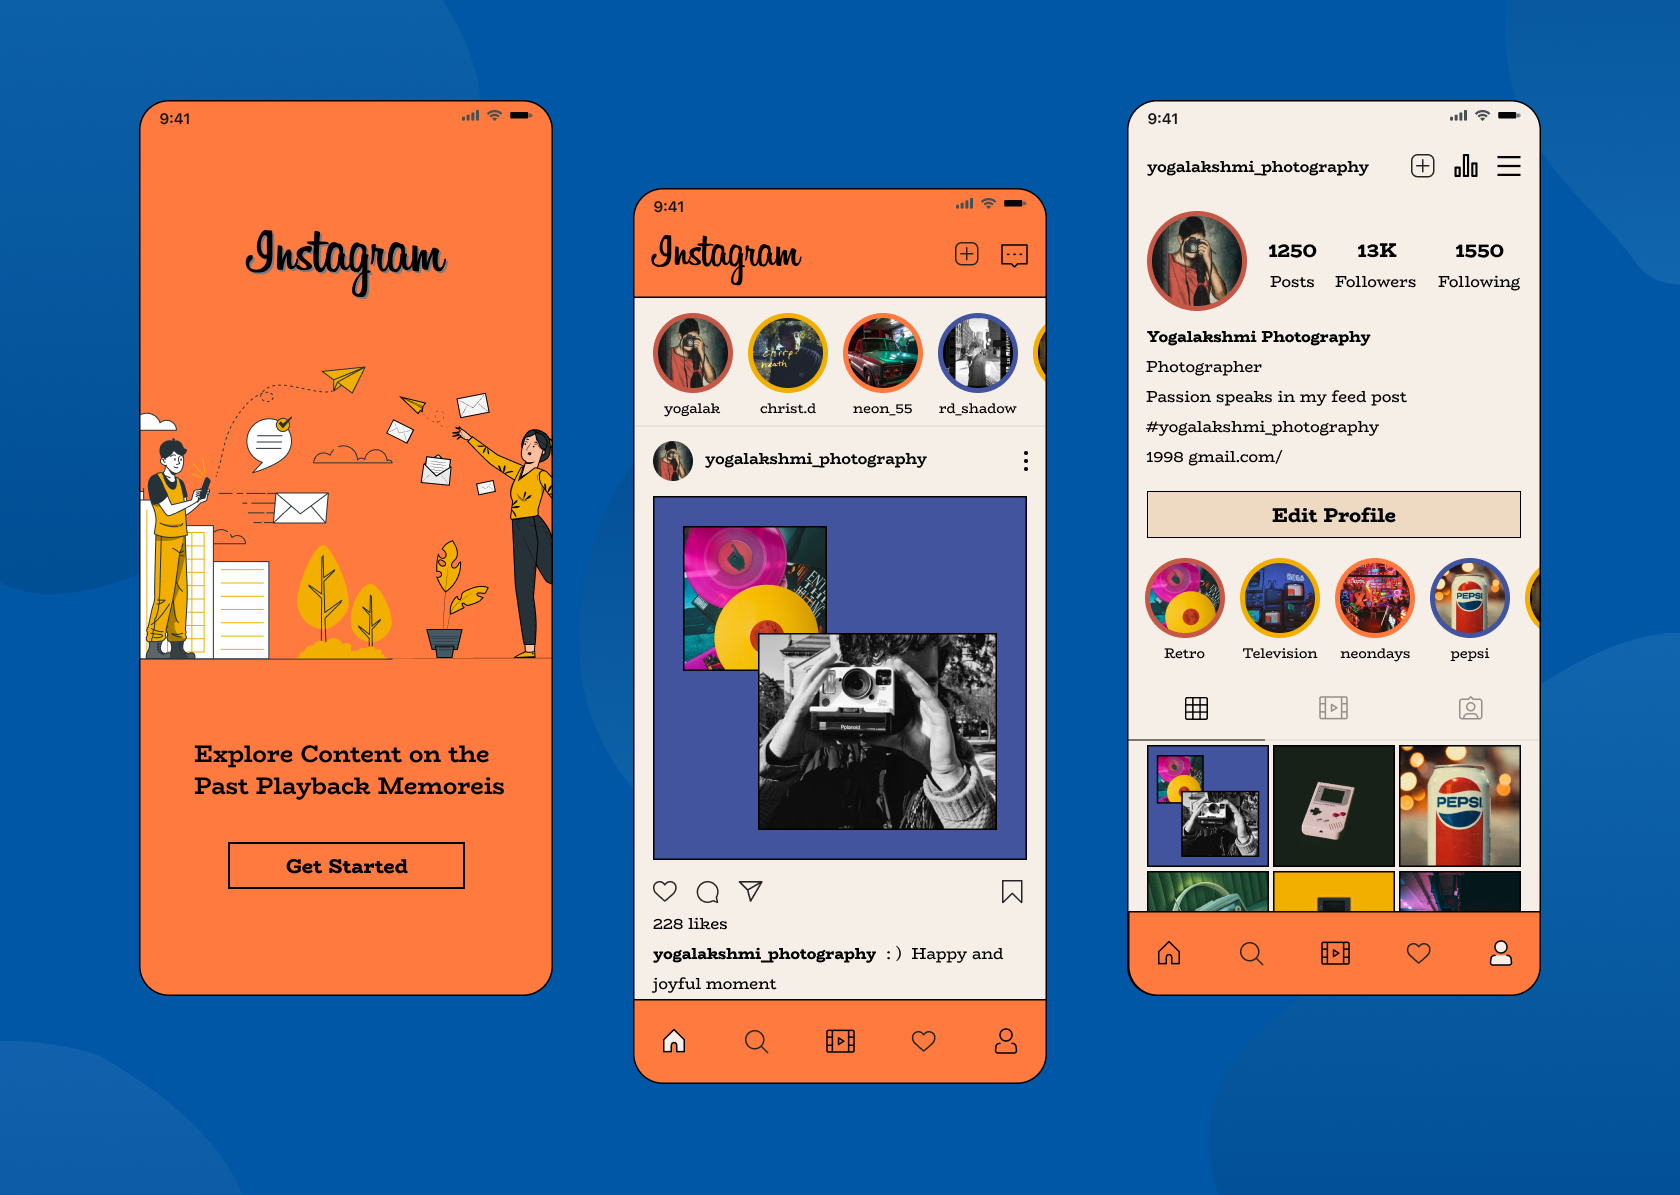 9:41
Instagram
Explore Content on the
Past Playback Memoreis
Get Started
9:41
Instagram
yogalak
christ.d
neon_55
rd_shadow
yogalakshmi_photography
Polaroid
228 likes
yogalakshmi_photography : ) Happy and
joyful moment
9:41
yogalakshmi_photography
1250 13K 1550
Posts Followers Following
Yogalakshmi Photography
Photographer
Passion speaks in my feed post
#yogalakshmi_photography
1998 gmail.com/
Edit Profile
PEPSI
Retro
Television
neondays
pepsi
PEPSI